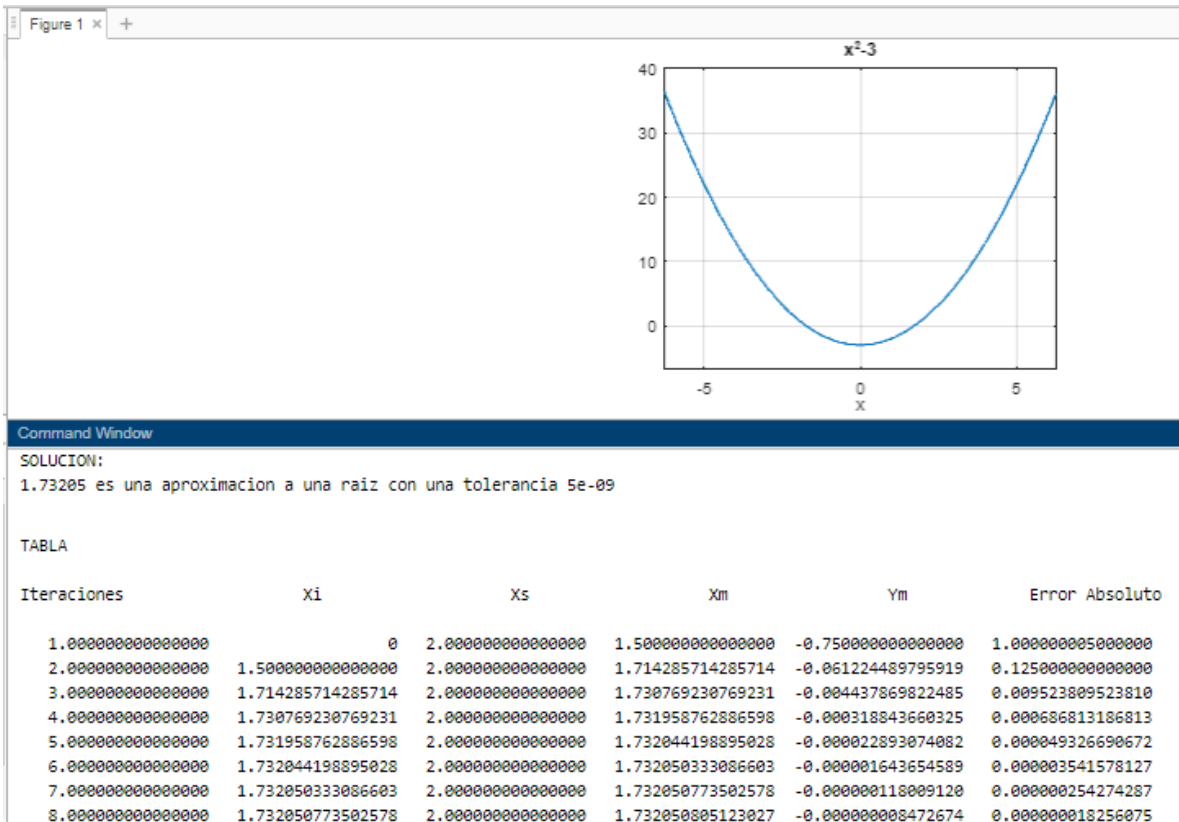 Figure 1 × +
x²-3
40
30
20
10
0
-5 0 5
x
Command Window
SOLUCION:
1.73205 es una aproximacion a una raiz con una tolerancia 5e-09
TABLA
Iteraciones Xi Xs Xm Ym Error Absoluto
1.000000000000000 0 2.000000000000000 1.500000000000000 -0.750000000000000 1.000000005000000
2.000000000000000 1.500000000000000 2.000000000000000 1.714285714285714 -0.061224489795919 0.125000000000000
3.000000000000000 1.714285714285714 2.000000000000000 1.730769230769231 -0.004437869822485 0.009523809523810
4.000000000000000 1.730769230769231 2.000000000000000 1.731958762886598 -0.000318843660325 0.000686813186813
5.000000000000000 1.731958762886598 2.000000000000000 1.732044198895028 -0.000022893074082 0.000049326690672
6.000000000000000 1.732044198895028 2.000000000000000 1.732050333086603 -0.000001643654589 0.000003541578127
7.000000000000000 1.732050333086603 2.000000000000000 1.732050773502578 -0.000000118009120 0.000000254274287
8.000000000000000 1.732050773502578 2.000000000000000 1.732050805123027 -0.000000008472674 0.000000018256075